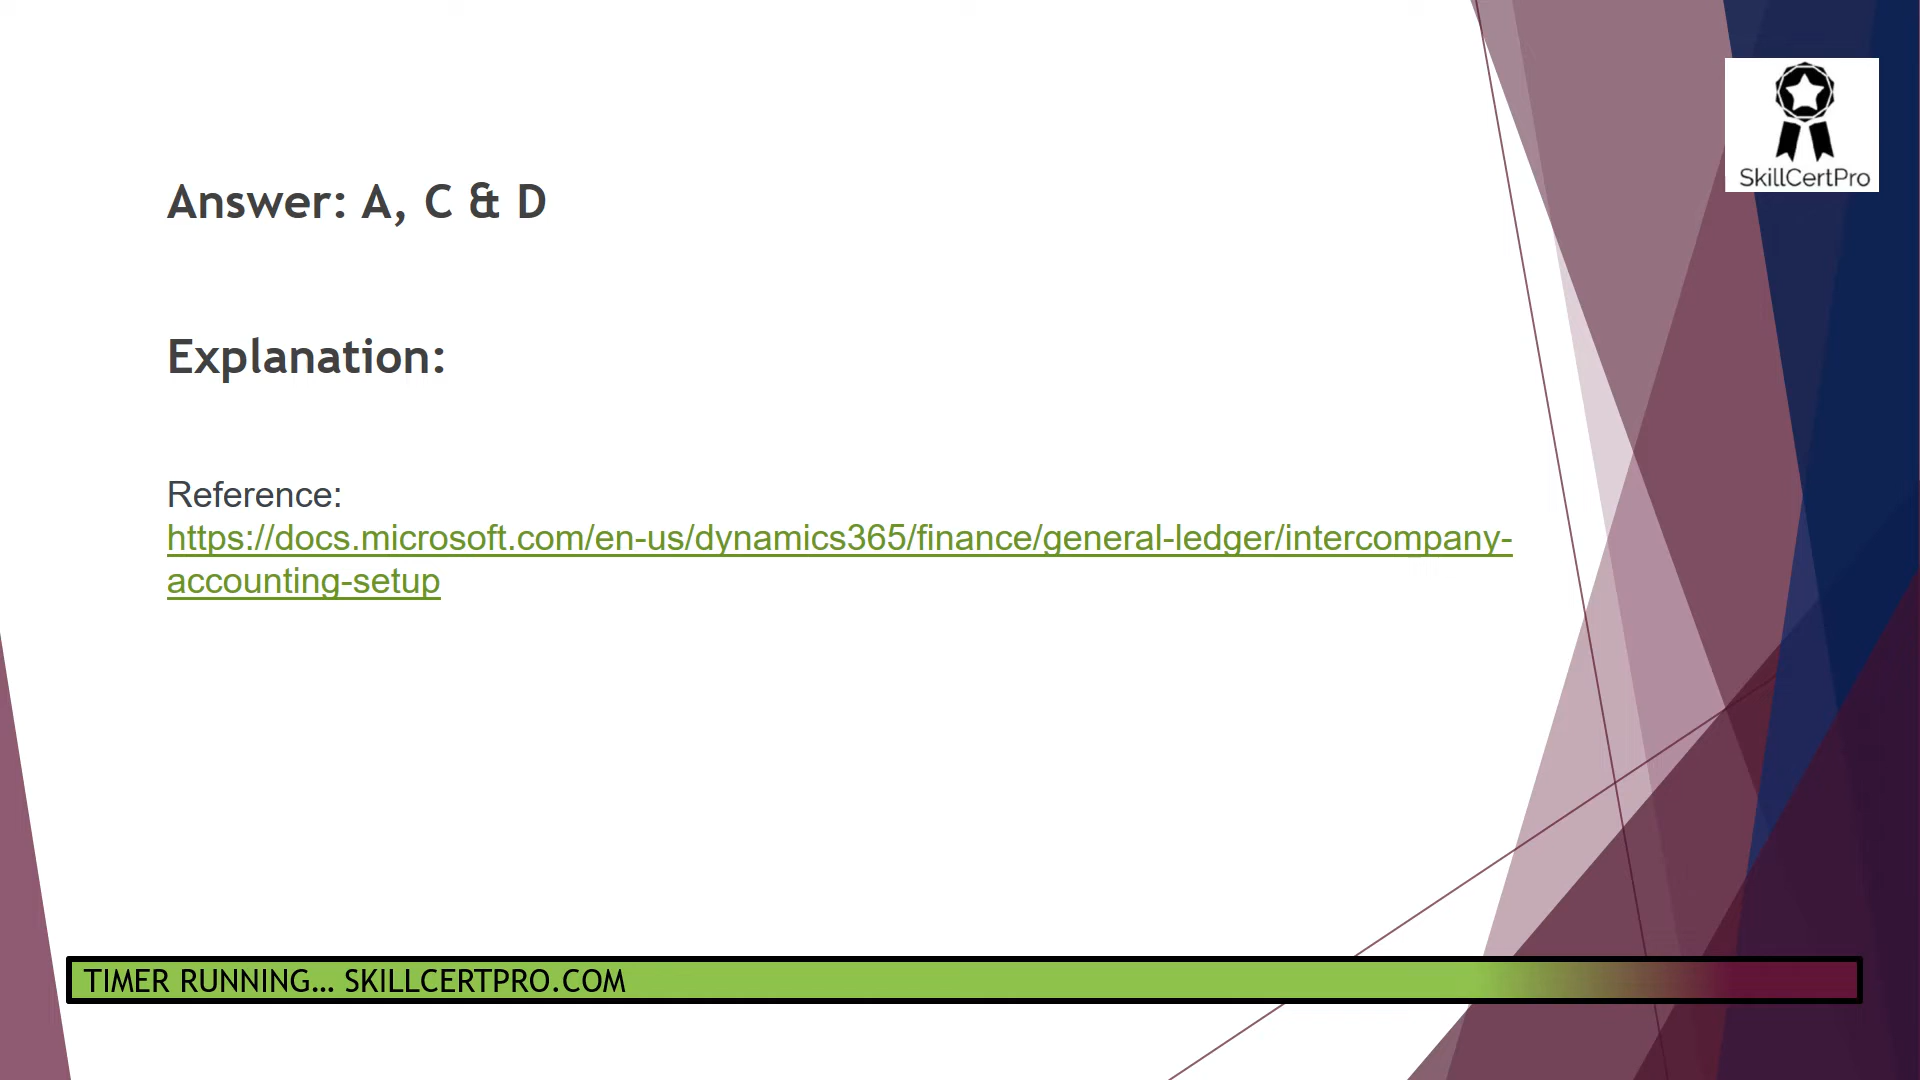 SkillCertPro
Answer: A, C & D
Explanation:
Reference:
https://docs.microsoft.com/en-us/dynamics365/finance/general-ledger/intercompany-
accounting-setup
TIMER RUNNING... SKILLCERTPRO.COM